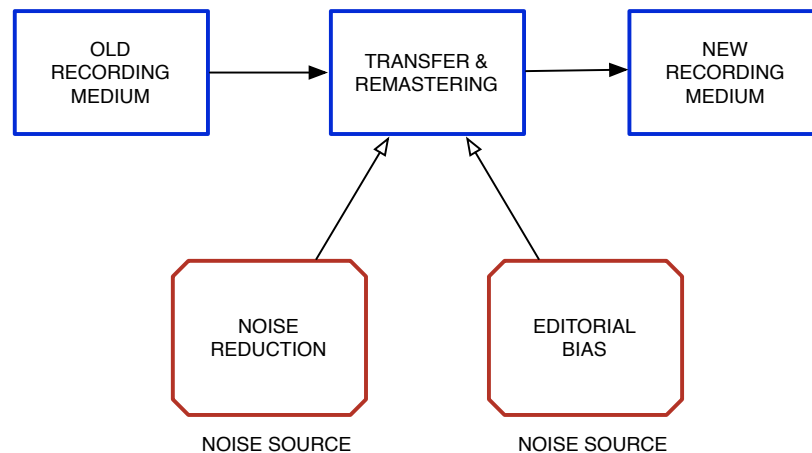 OLD
RECORDING
MEDIUM
TRANSFER &
REMASTERING
NEW
RECORDING
MEDIUM
NOISE
REDUCTION
EDITORIAL
BIAS
NOISE SOURCE
NOISE SOURCE